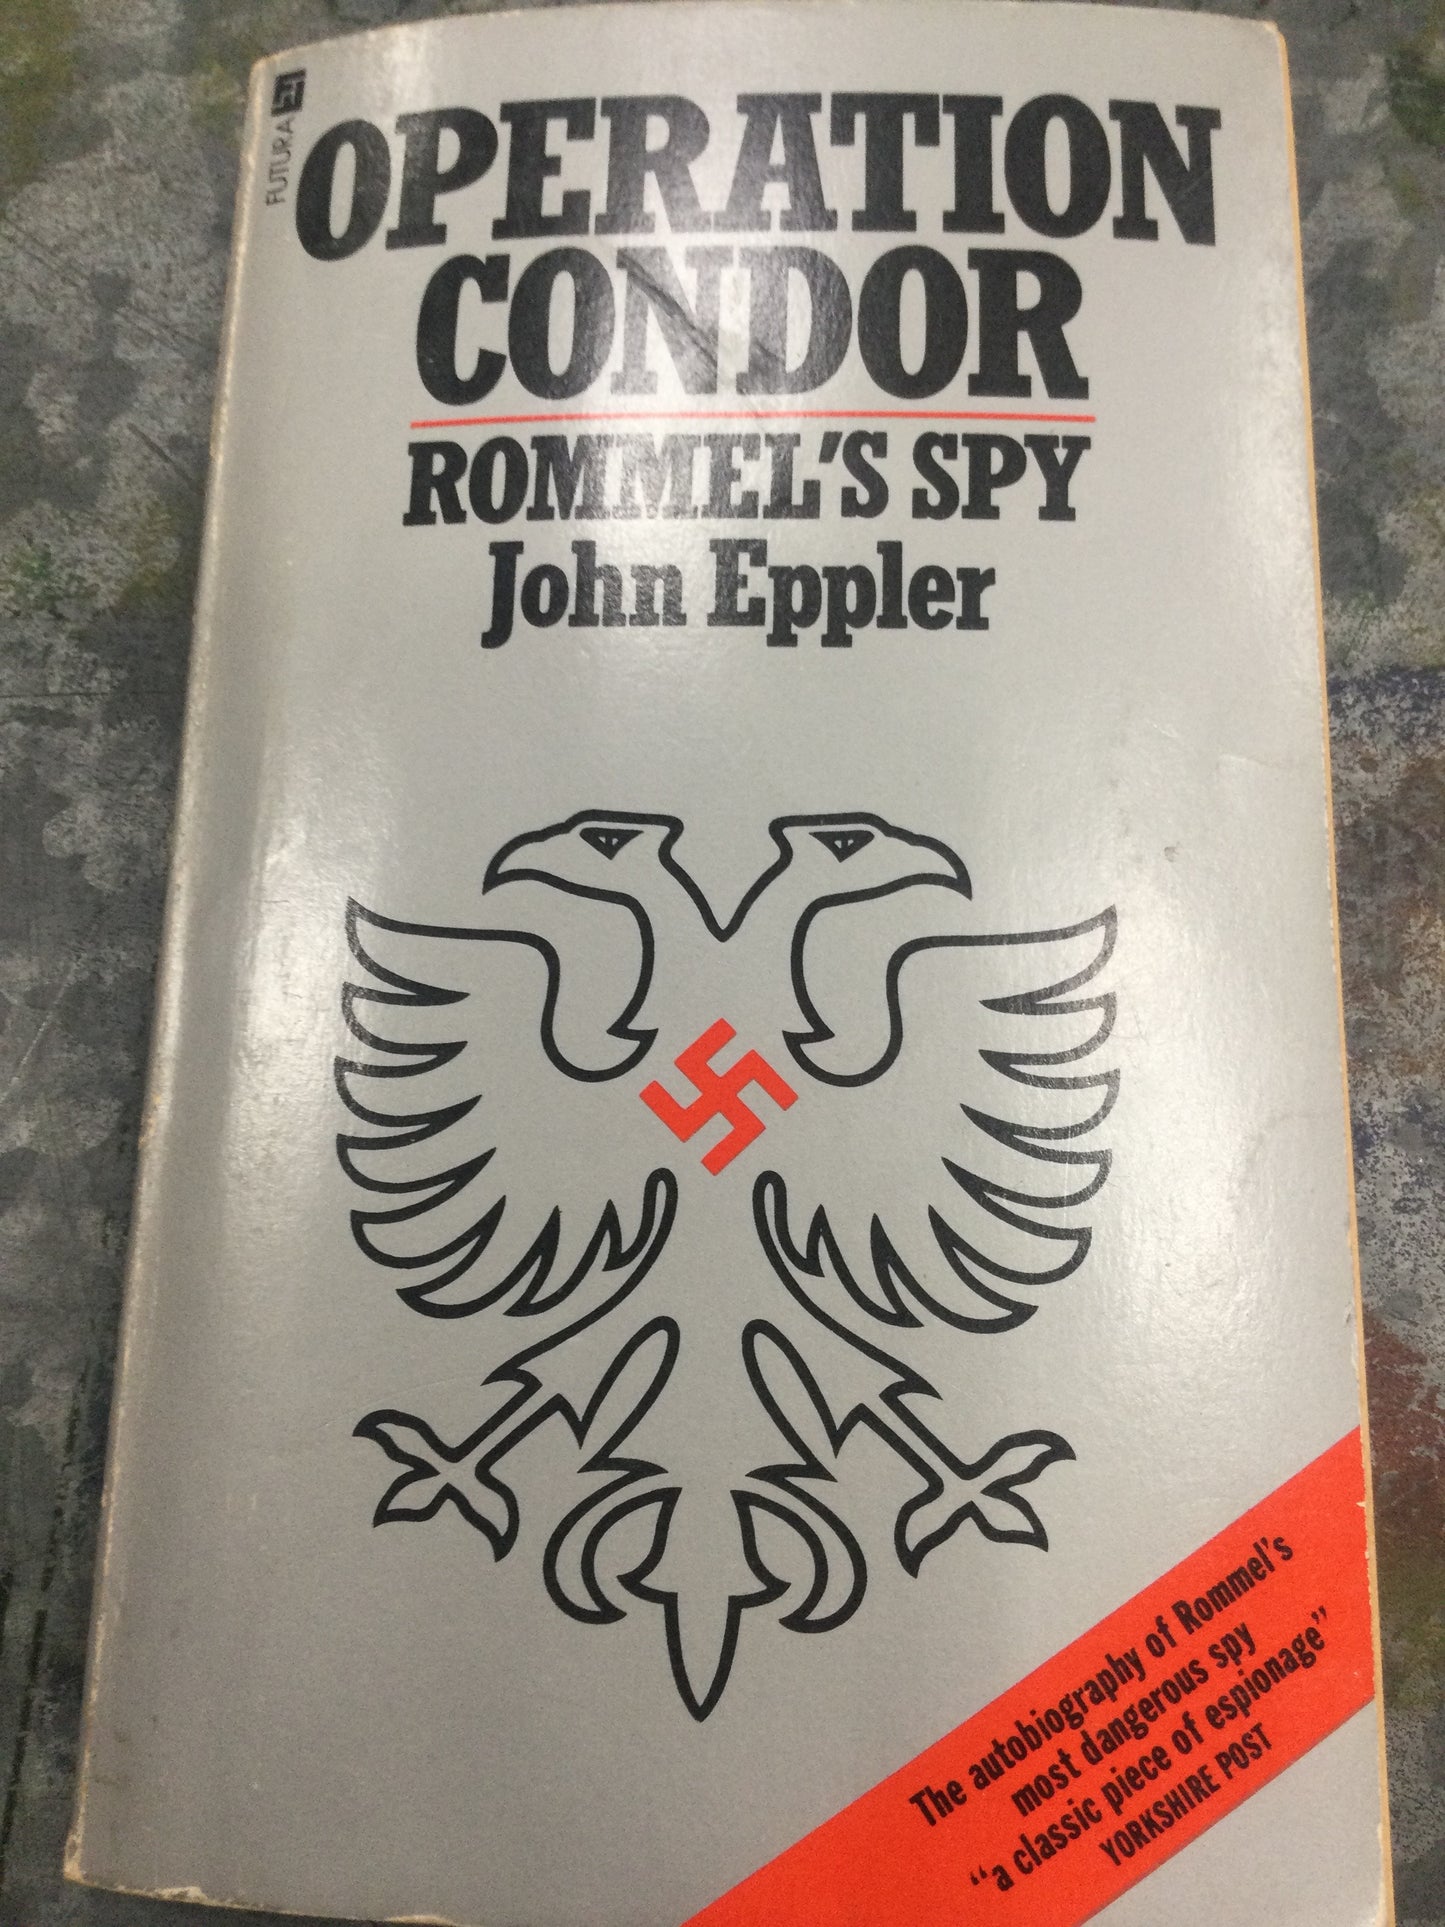 FUTURA
OPERATION
CONDOR
ROMMEL'S SPY
John Eppler
The autobiography of Rommel's
most dangerous spy
"a classic piece of espionage"
YORKSHIRE POST